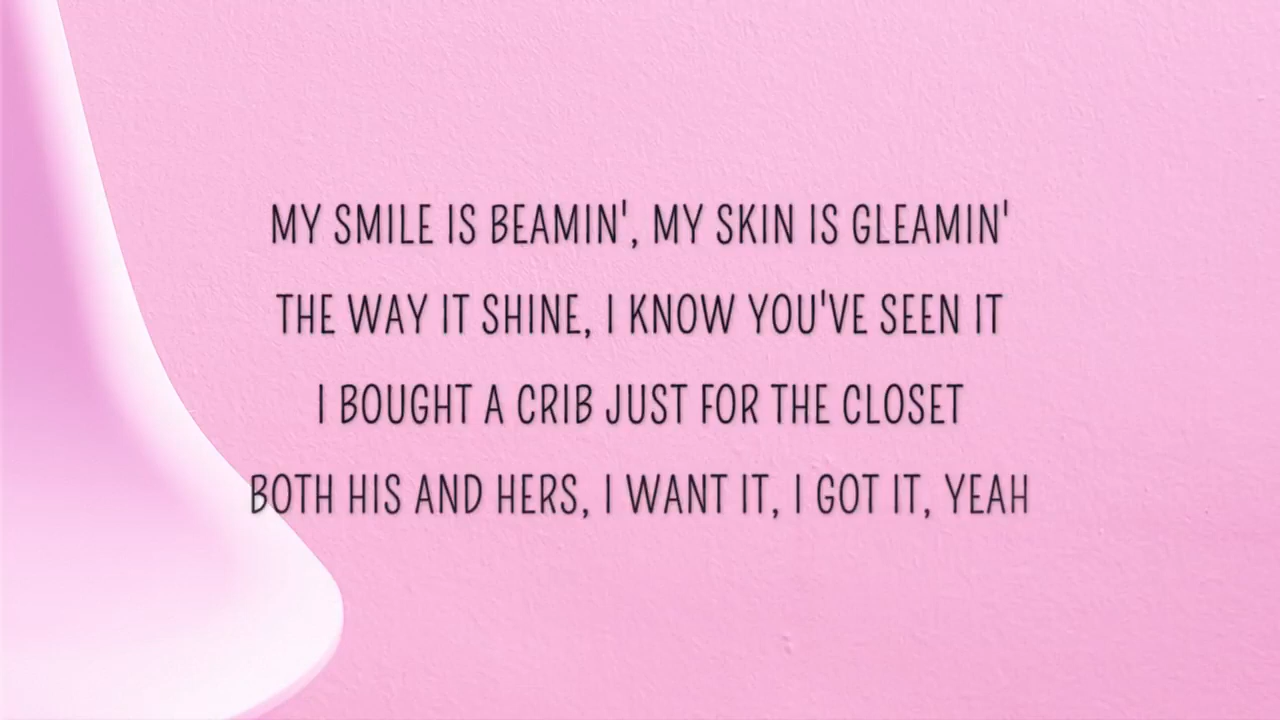 MY SMILE IS BEAMIN', MY SKIN IS GLEAMIN'
THE WAY IT SHINE, I KNOW YOU'VE SEEN IT
I BOUGHT A CRIB JUST FOR THE CLOSET
BOTH HIS AND HERS, I WANT IT, I GOT IT, YEAH